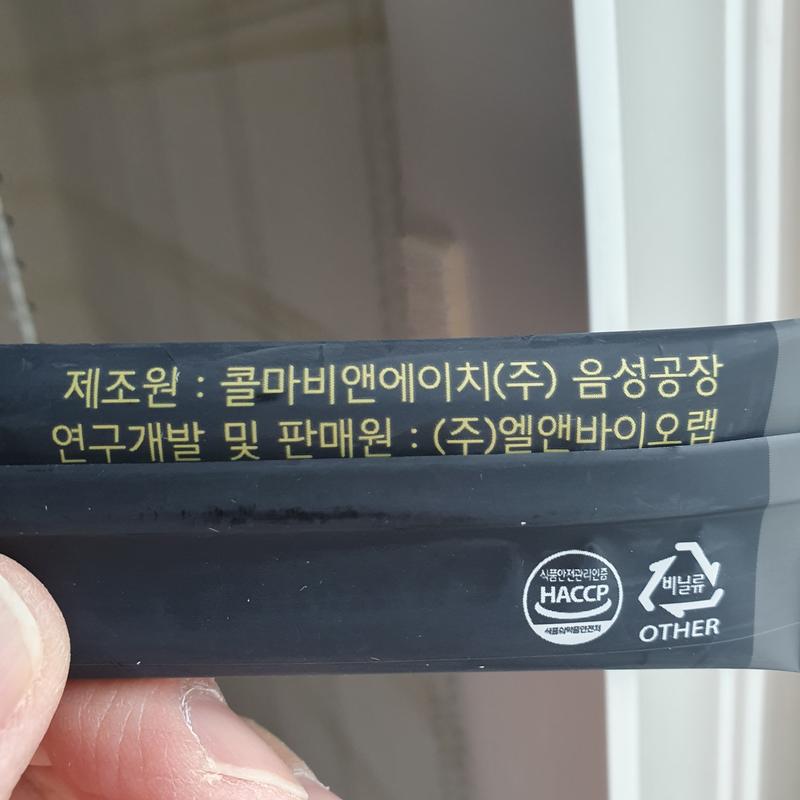 제조원 : 콜마비앤에이치(주) 음성공장
연구개발 및 판매원 : (주)엘앤바이오랩
식품안전관리인증
HACCP
식품의약품안전처
비닐류
OTHER